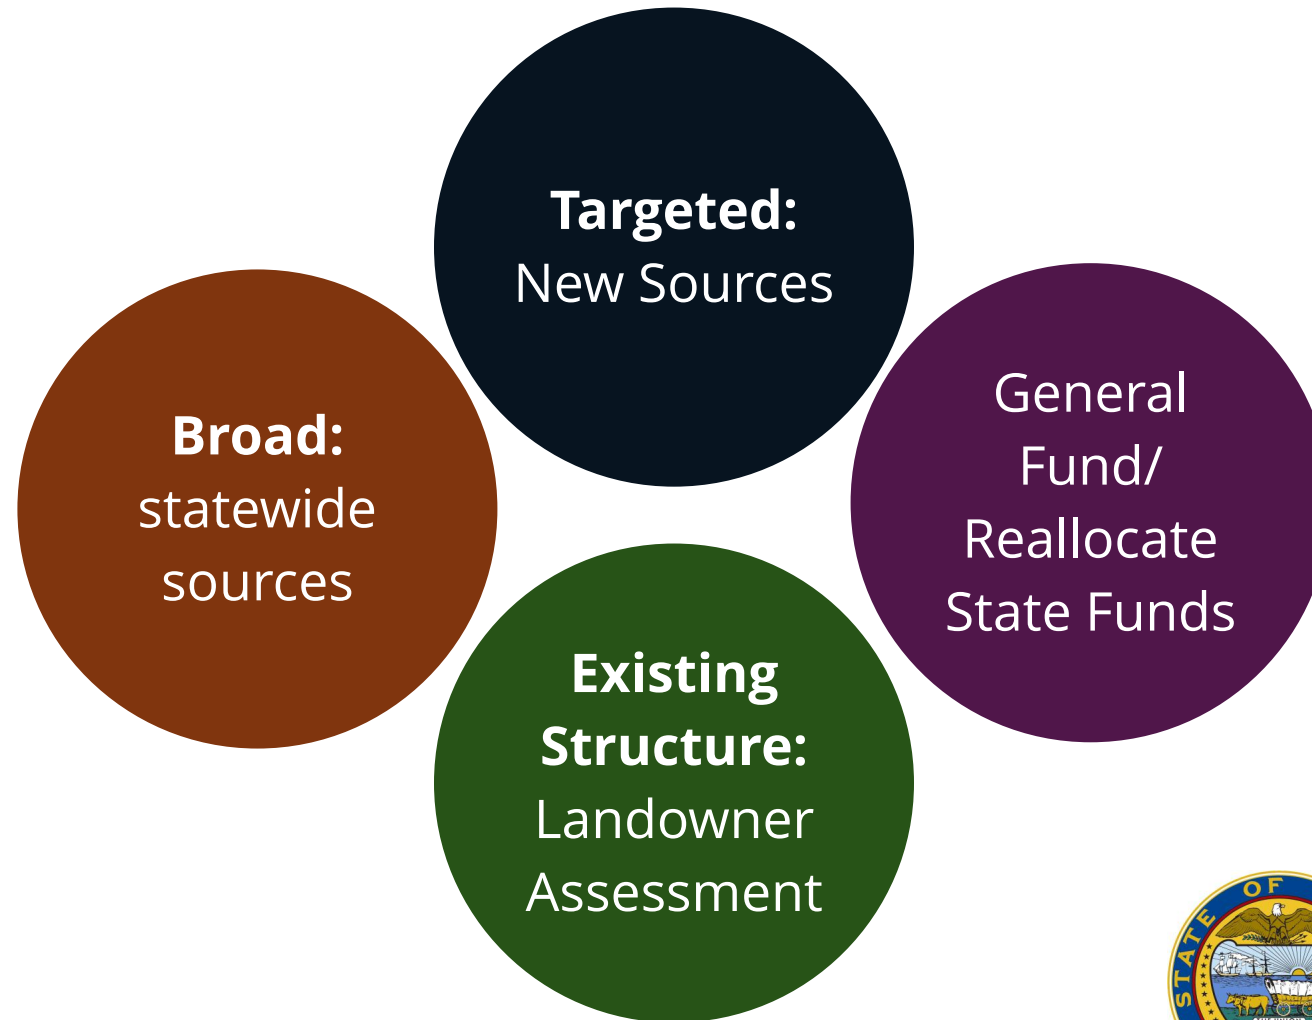 Targeted:
New Sources
Broad:
statewide
sources
General
Fund/
Reallocate
State Funds
Existing
Structure:
Landowner
Assessment
STATE OF